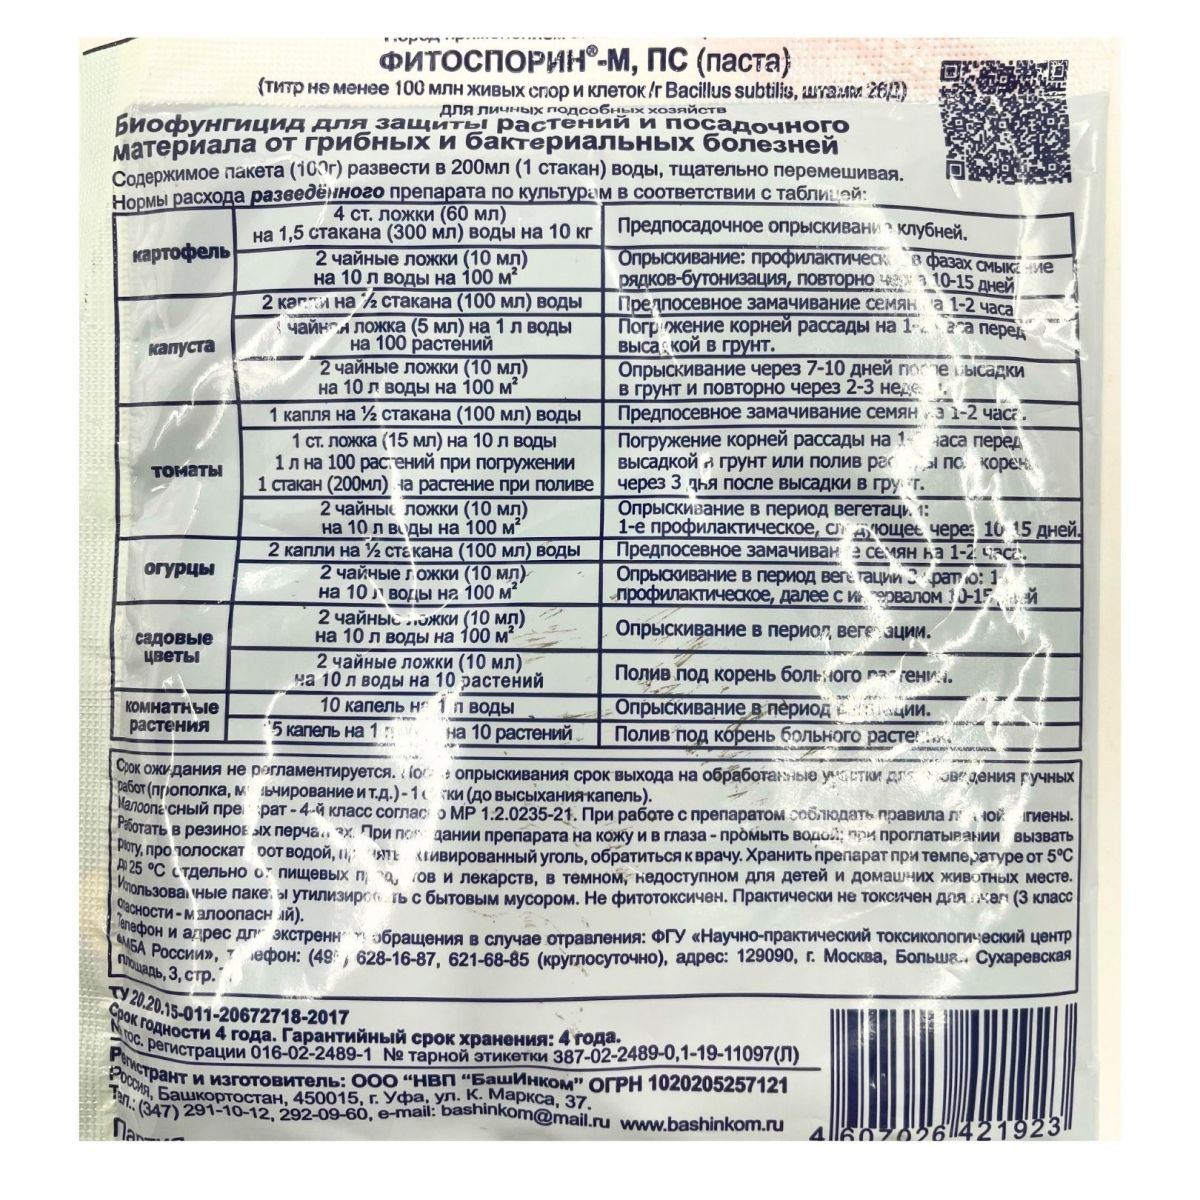 ФИТОСПОРИН®-М, ПС (паста)
(титр не менее 100 млн живых спор и клеток/г Bacillus subtilis, штамм 26Д)
для личных подсобных хозяйств
Биофунгицид для защиты растений и посадочного
материала от грибных и бактериальных болезней
Содержимое пакета (100г) развести в 200мл (1 стакан) воды, тщательно перемешивая.
Нормы расхода разведённого препарата по культурам в соответствии с таблицей:
картофель
4 ст. ложки (60 мл)
на 1,5 стакана (300 мл) воды на 10 кг
Предпосадочное опрыскивание клубней.
2 чайные ложки (10 мл)
на 10 л воды на 100 м²
Опрыскивание: профилактическ в фазах смыкание
рядков-бутонизация, повторно через 10-15 дней
капуста
2 капли на ½ стакана (100 мл) воды
Предпосевное замачивание семян на 1-2 часа
1 чайная ложка (5 мл) на 1 л воды
на 100 растений
Погружение корней рассады на 1-2 часа перед
высадкой в грунт.
2 чайные ложки (10 мл)
на 10 л воды на 100 м²
Опрыскивание через 7-10 дней после высадки
в грунт и повторно через 2-3 недели.
томаты
1 капля на ½ стакана (100 мл) воды
Предпосевное замачивание семян на 1-2 часа.
1 ст. ложка (15 мл) на 10 л воды
1 л на 100 растений при погружении
1 стакан (200мл) на растение при поливе
Погружение корней рассады на часа перед
высадкой в грунт или полив рассады под корень
через 3 дня после высадки в грунт.
2 чайные ложки (10 мл)
на 10 л воды на 100 м²
Опрыскивание в период вегетации:
1-е профилактическое, следующее через 10-15 дней.
огурцы
2 капли на ½ стакана (100 мл) воды
Предпосевное замачивание семян на 1-2 часа.
2 чайные ложки (10 мл)
на 10 л воды на 100 м²
Опрыскивание в период вегетации 3-кратно: 1-
профилактическое, далее с интервалом 10-15 дней
садовые
цветы
2 чайные ложки (10 мл)
на 10 л воды на 100 м²
Опрыскивание в период вегетации.
2 чайные ложки (10 мл)
на 10 л воды на 10 растений
Полив под корень больного растения.
комнатные
растения
10 капель на 1 л воды
Опрыскивание в период вегетации.
15 капель на 1 л на 10 растений
Полив под корень больного растения.
Срок ожидания не регламентируется. После опрыскивания срок выхода на обработанные участки для проведения ручных
работ (прополка, мульчирование и т.д.) - 1 сутки (до высыхания капель).
Малоопасный препарат - 4-й класс согласно МР 1.2.0235-21. При работе с препаратом соблюдать правила личной гигиены.
Работать в резиновых перчатках. При попадании препарата на кожу и в глаза - промыть водой; при проглатывании вызвать
рвоту, прополоскать рот водой, принять активированный уголь, обратиться к врачу. Хранить препарат при температуре от 5°С
до 25 °С отдельно от пищевых продуктов и лекарств, в темном, недоступном для детей и домашних животных месте.
Использованные пакеты утилизировать с бытовым мусором. Не фитотоксичен. Практически не токсичен для пчел (3 класс
опасности - малоопасный).
Телефон и адрес для экстренного обращения в случае отравления: ФГУ «Научно-практический токсикологический центр
ФМБА России», телефон: (495) 628-16-87, 621-68-85 (круглосуточно), адрес: 129090, г. Москва, Большая Сухаревская
площадь, 3, стр.
ТУ 20.20.15-011-20672718-2017
Срок годности 4 года. Гарантийный срок хранения: 4 года.
№ гос. регистрации 016-02-2489-1 № тарной этикетки 387-02-2489-0,1-19-11097(Л)
Регистрант и изготовитель: ООО "НВП "БашИнком" ОГРН 1020205257121
Россия, Башкортостан, 450015, г. Уфа, ул. К. Маркса, 37.
Тел.: (347) 291-10-12, 292-09-60, e-mail: bashinkom@mail.ru www.bashinkom.ru
4 607026 421923